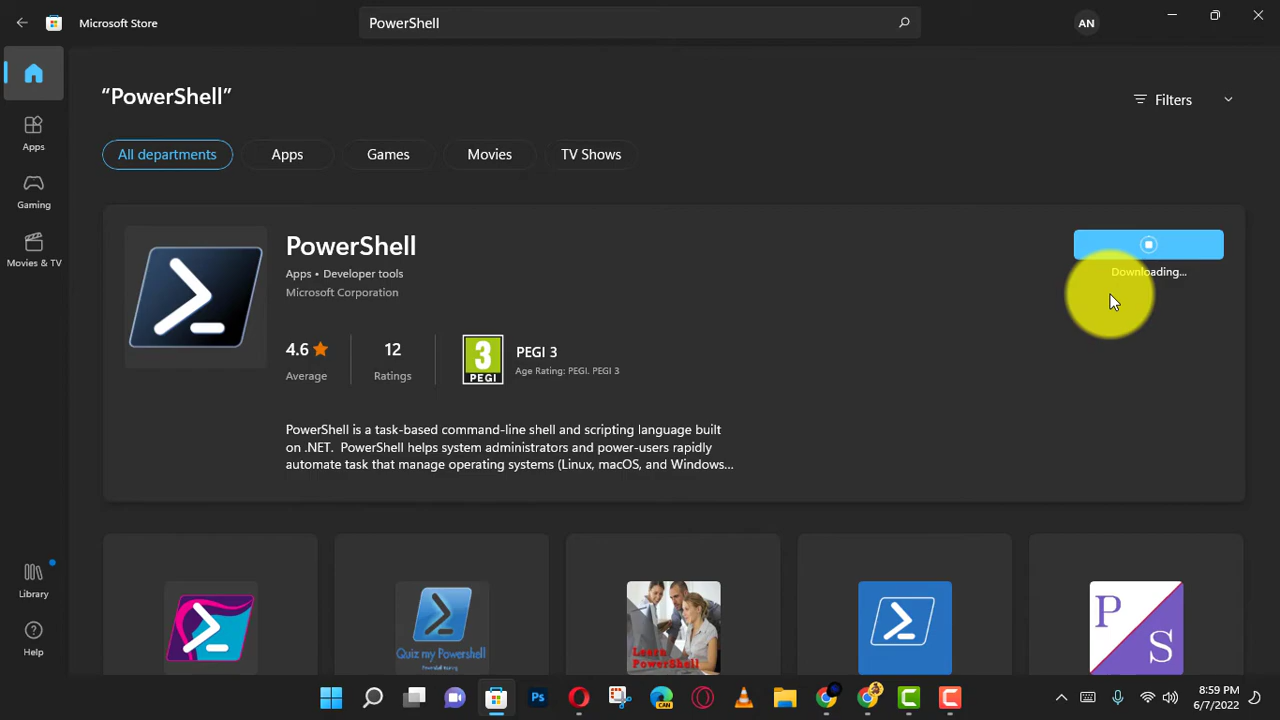 Microsoft Store
PowerShell
AN
“PowerShell”
Filters
All departments
Apps
Games
Movies
TV Shows
Apps
Gaming
Movies & TV
Library
Help
PowerShell
Apps • Developer tools
Microsoft Corporation
Downloading...
4.6
Average
12
Ratings
3
PEGI
PEGI 3
Age Rating: PEGI. PEGI 3
PowerShell is a task-based command-line shell and scripting language built
on .NET. PowerShell helps system administrators and power-users rapidly
automate task that manage operating systems (Linux, macOS, and Windows...
Quiz my Powershell
Learn
PowerShell
P
S
Ps
CAN
8:59 PM
6/7/2022